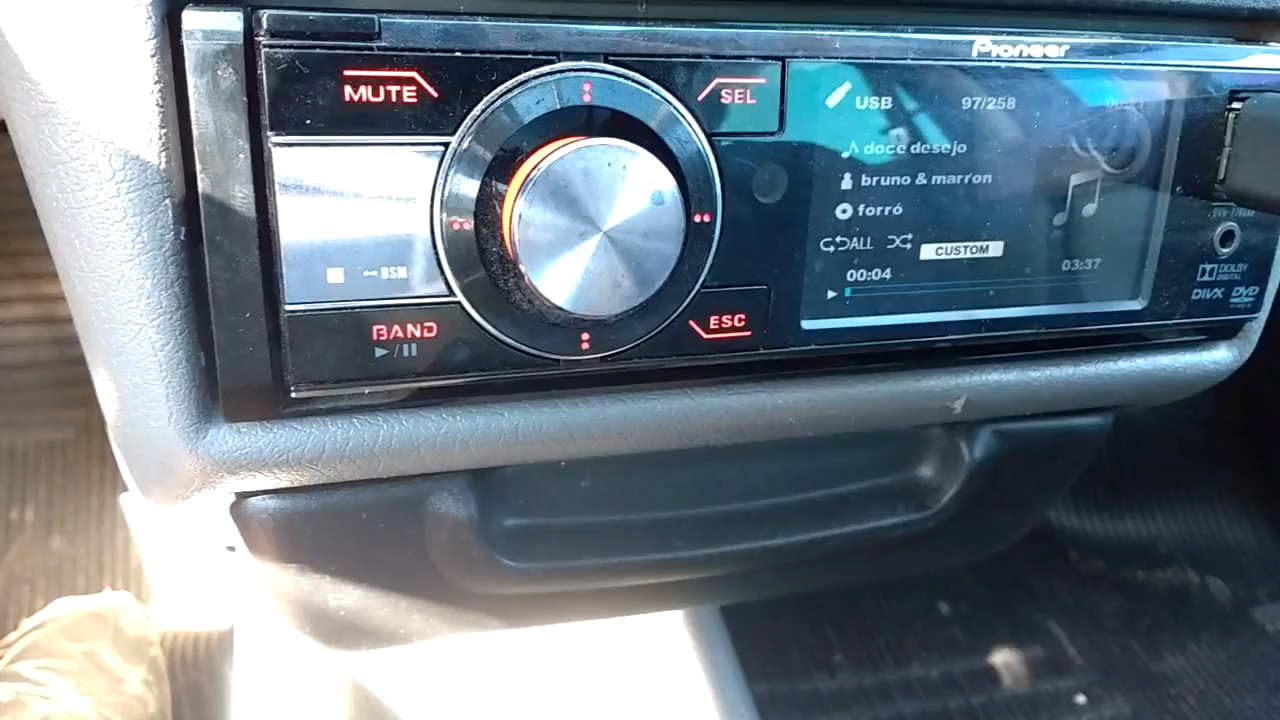 Pioneer
MUTE
SEL
USB 97/258
doce desejo
bruno & marron
forró
ALL
CUSTOM
00:04 03:37
BSM
BAND
ESC
DOLBY
DIGITAL
DIVX DVD
VIDEO